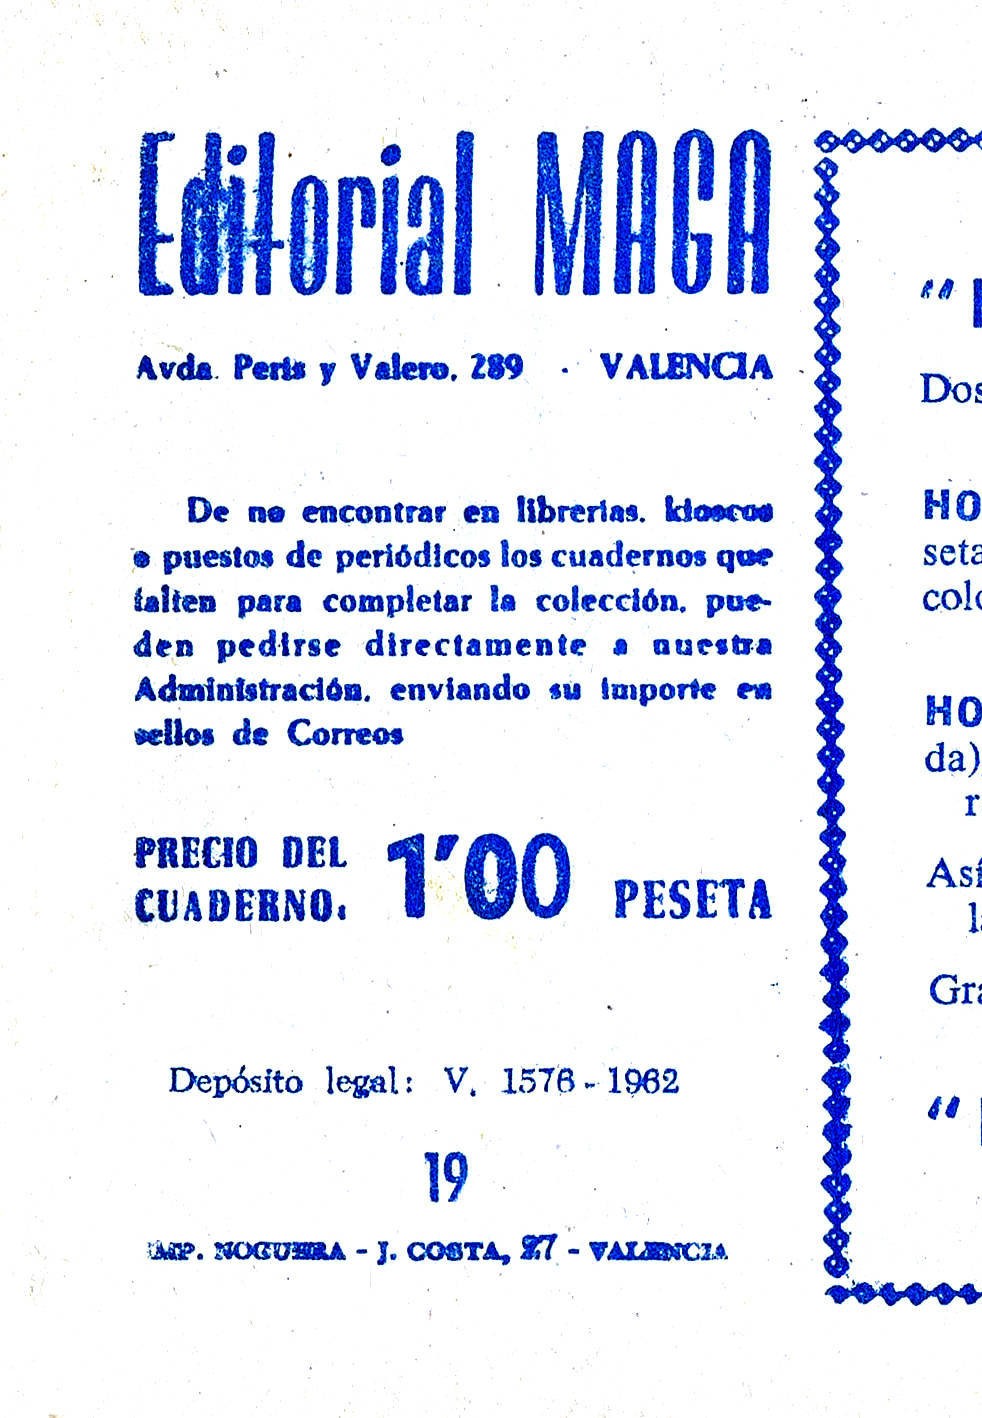 Editorial MAGA
Avda. Peris y Valero, 289 - VALENCIA
De no encontrar en librerías, kioscos
o puestos de periódicos los cuadernos que
falten para completar la colección, pue-
den pedirse directamente a nuestra
Administración, enviando su importe en
sellos de Correos
PRECIO DEL
CUADERNO: 1'00 PESETA
Depósito legal: V. 1576 - 1962
19
IMP. NOGUERA - J. COSTA, 27 - VALENCIA
"
Dos
HO
seta
colo
HO
da)
r
Así
la
Gra
"